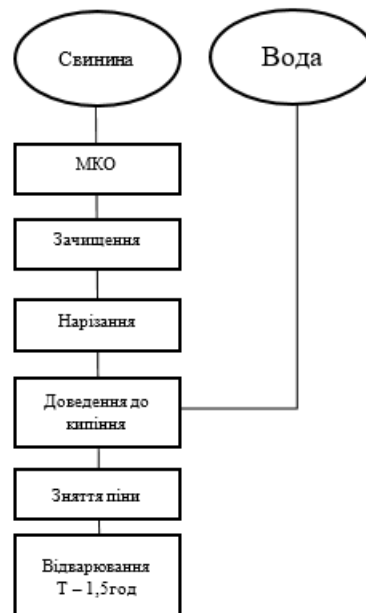 Свинина
Вода
МКО
Зачищення
Нарізання
Доведення до
кипіння
Зняття піни
Відварювання
Т – 1,5год